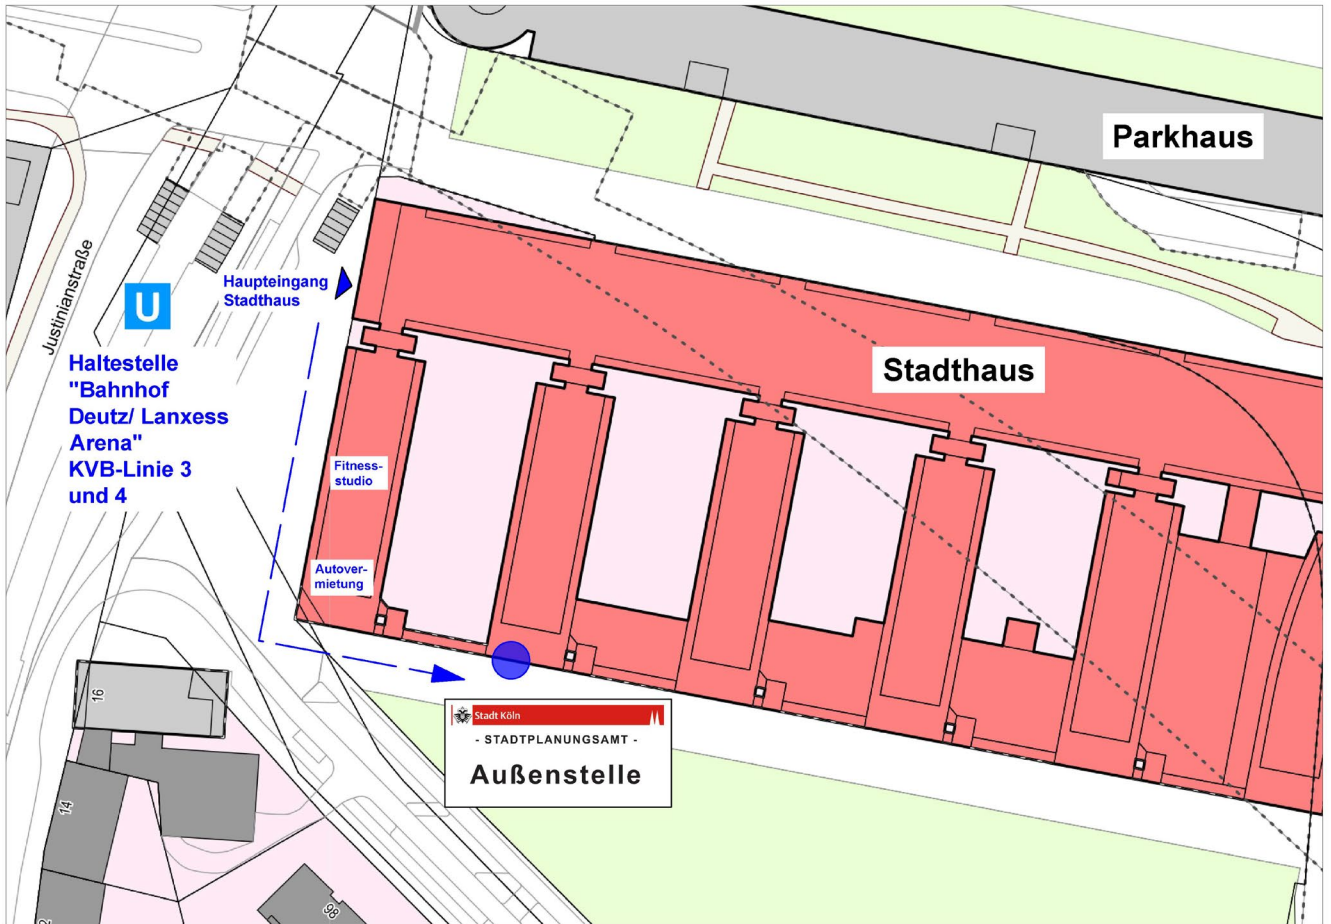 Parkhaus
Justinianstraße
U
Haupteingang
Stadthaus
Haltestelle
"Bahnhof
Deutz/ Lanxess
Arena"
KVB-Linie 3
und 4
Stadthaus
Fitness-
studio
Autover-
mietung
16
14
Stadt Köln
- STADTPLANUNGSAMT -
Außenstelle
98